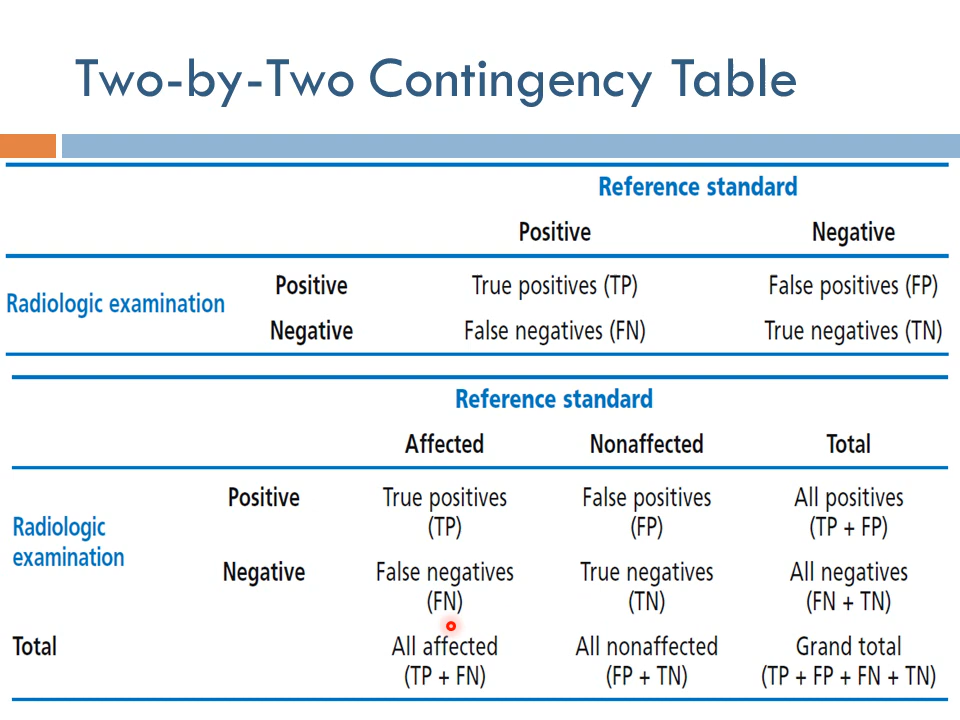 Two-by-Two Contingency Table
Reference standard
Positive Negative
Radiologic examination
Positive True positives (TP) False positives (FP)
Negative False negatives (FN) True negatives (TN)
Reference standard
Affected Nonaffected Total
Radiologic
examination
Positive True positives False positives All positives
(TP) (FP) (TP + FP)
Negative False negatives True negatives All negatives
(FN) (TN) (FN + TN)
Total All affected All nonaffected Grand total
(TP + FN) (FP + TN) (TP + FP + FN + TN)